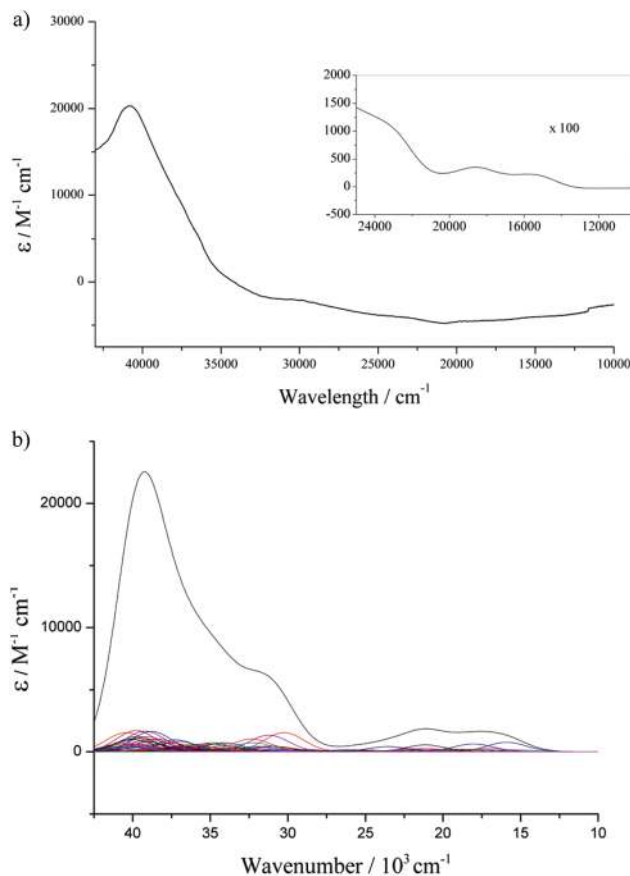 a)
30000
20000
10000
0
ε / M⁻¹ cm⁻¹
40000 35000 30000 25000 20000 15000 10000
Wavelength / cm⁻¹
2000
1500
1000
500
0
-500
x 100
24000 20000 16000 12000
b)
20000
10000
0
ε / M⁻¹ cm⁻¹
40 35 30 25 20 15 10
Wavenumber / 10³ cm⁻¹